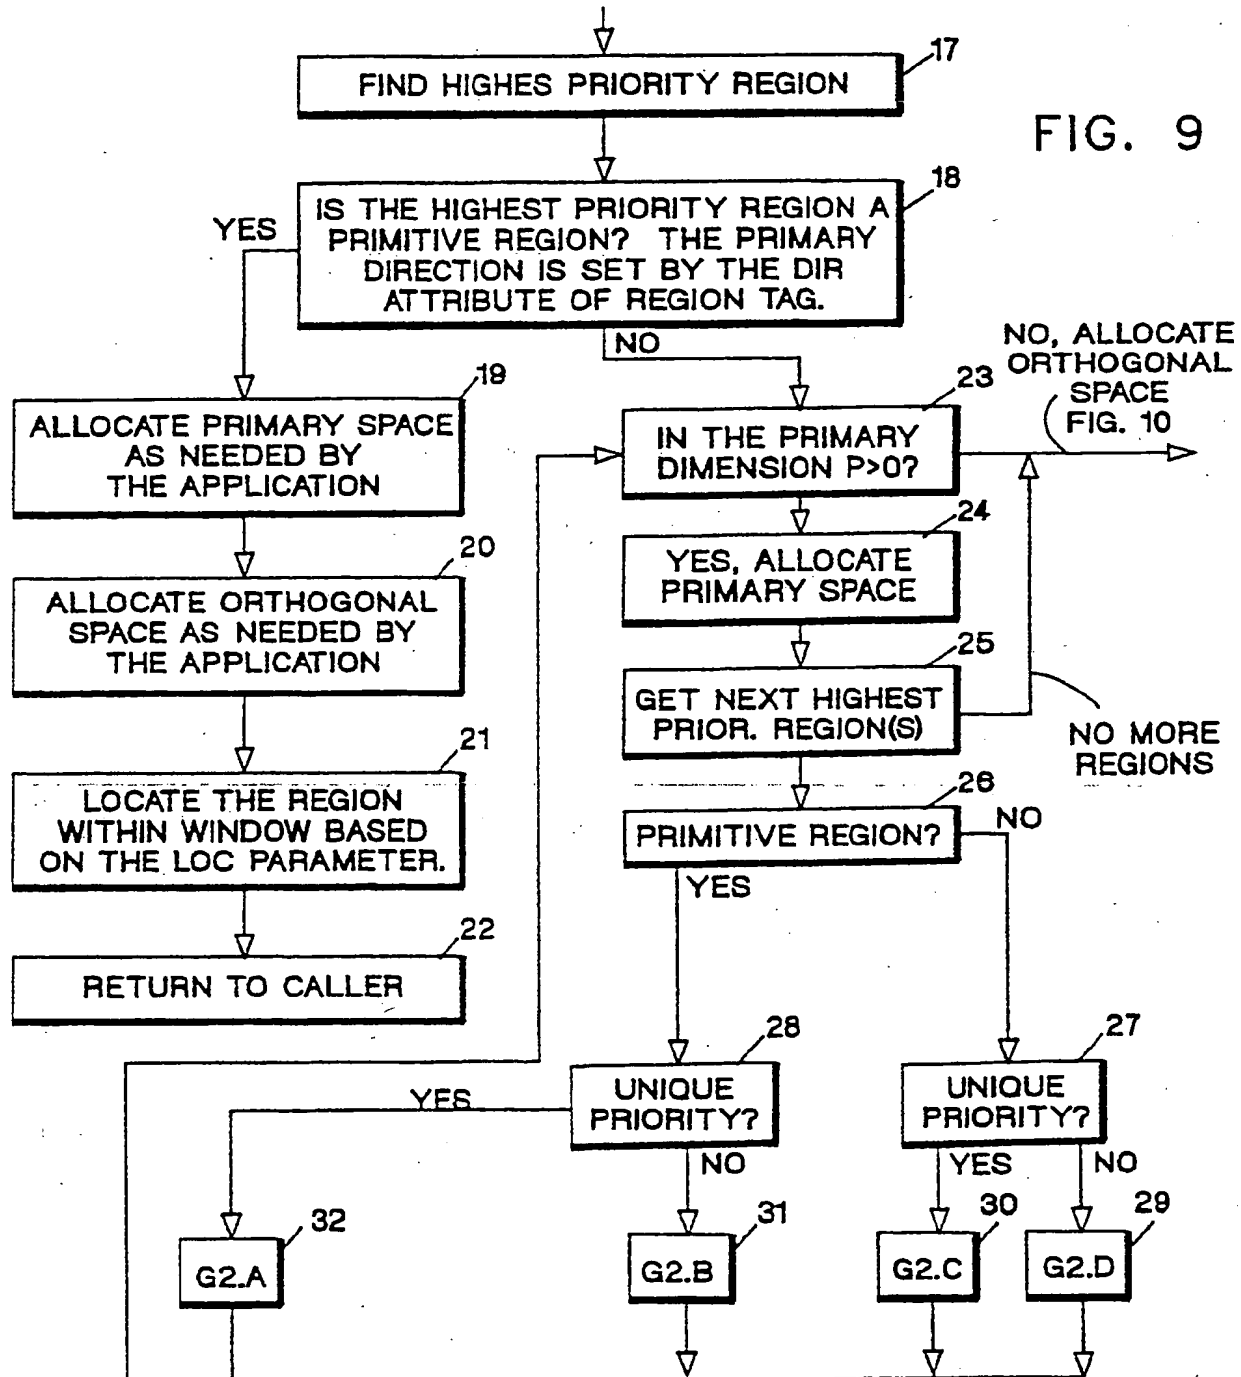 17
FIND HIGHES PRIORITY REGION
FIG. 9
18
IS THE HIGHEST PRIORITY REGION A
PRIMITIVE REGION? THE PRIMARY
DIRECTION IS SET BY THE DIR
ATTRIBUTE OF REGION TAG.
YES
NO
NO, ALLOCATE
ORTHOGONAL
SPACE
FIG. 10
19
ALLOCATE PRIMARY SPACE
AS NEEDED BY
THE APPLICATION
23
IN THE PRIMARY
DIMENSION P>0?
24
YES, ALLOCATE
PRIMARY SPACE
20
ALLOCATE ORTHOGONAL
SPACE AS NEEDED BY
THE APPLICATION
25
GET NEXT HIGHEST
PRIOR. REGION(S)
NO MORE
REGIONS
21
LOCATE THE REGION
WITHIN WINDOW BASED
ON THE LOC PARAMETER.
26
PRIMITIVE REGION?
NO
YES
22
RETURN TO CALLER
28
UNIQUE
PRIORITY?
27
UNIQUE
PRIORITY?
YES
NO
YES
NO
32
G2.A
31
G2.B
30
G2.C
29
G2.D